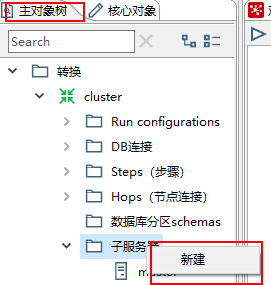 主对象树 核心对象
Search
转换
cluster
Run configurations
DB连接
Steps（步骤）
Hops（节点连接）
数据库分区schemas
子服务
新建